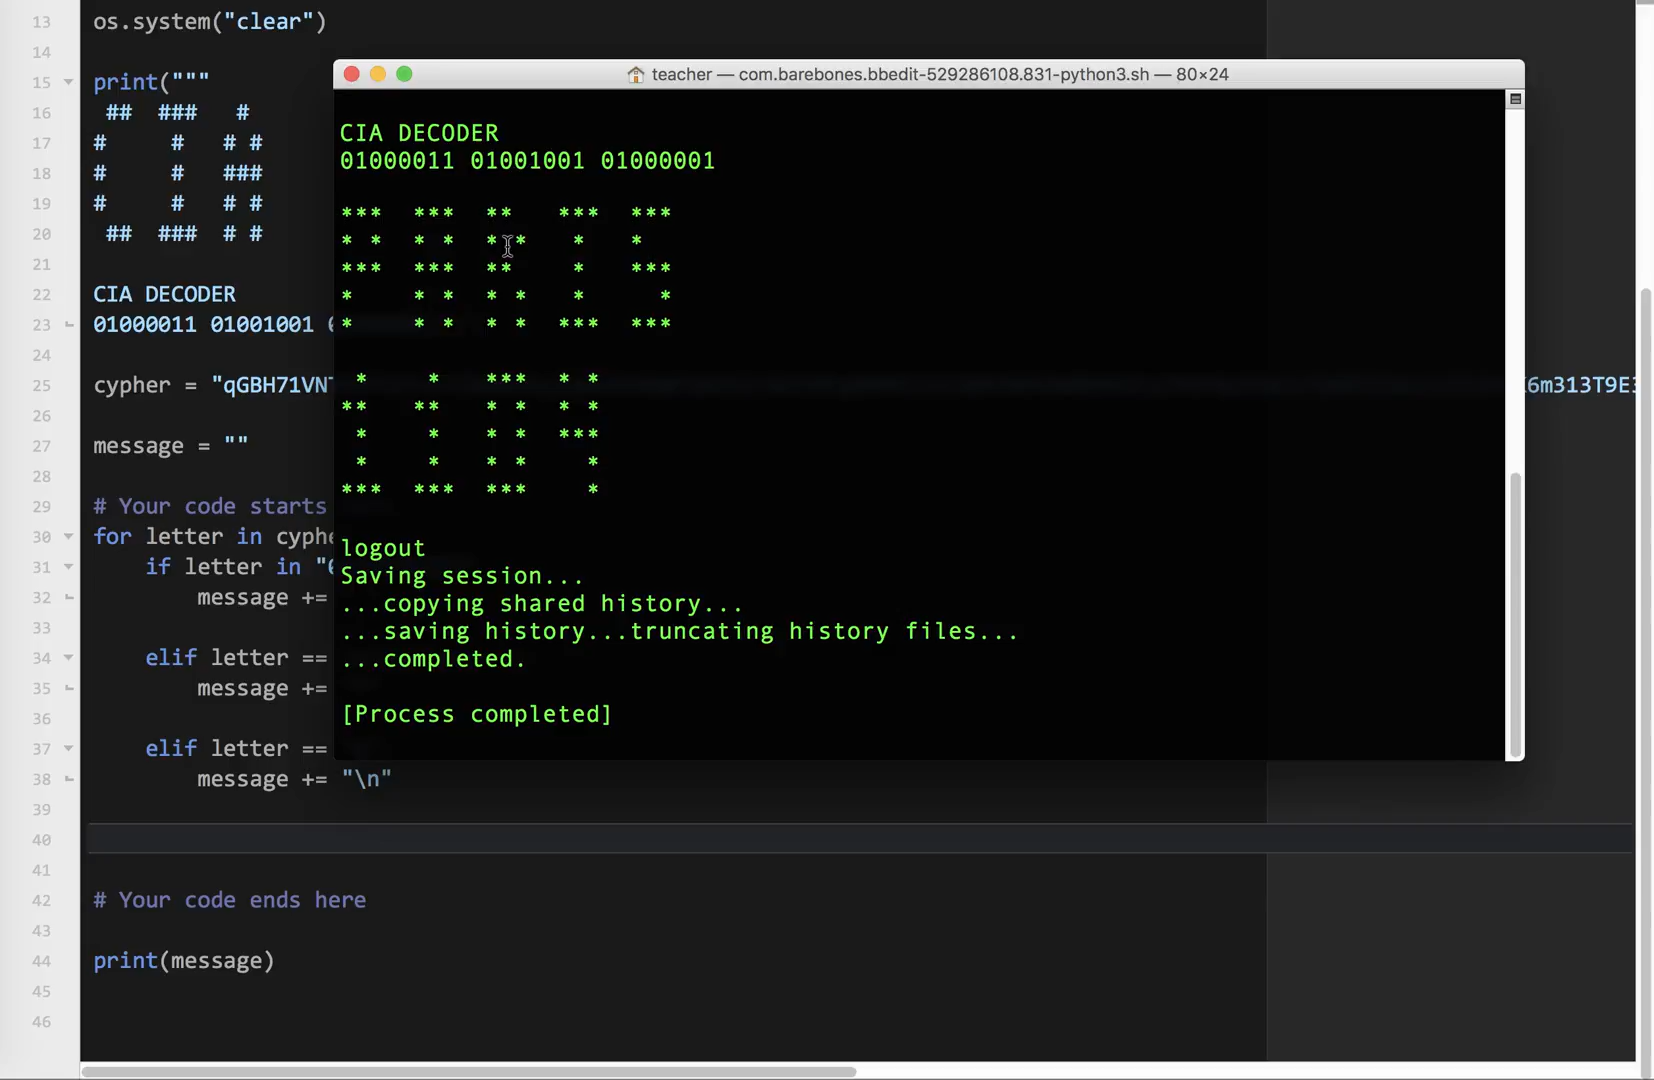 13 os.system("clear")
14
15 print("""
16  ##  ###   #
17 #     #   # #
18 #     #   ###
19 #     #   # #
20  ##  ###  # #
21
22 CIA DECODER
23 01000011 01001001
24
25 cypher = "qGBH71VN 6m313T9E
26
27 message = ""
28
29 # Your code starts
30 for letter in cyphe
31     if letter in "
32         message +=
33
34     elif letter ==
35         message +=
36
37     elif letter ==
38         message += "\n"
39
40
41
42 # Your code ends here
43
44 print(message)
45
46
teacher — com.barebones.bbedit-529286108.831-python3.sh — 80×24
CIA DECODER
01000011 01001001 01000001
***  ***  **   ***  ***
* *  * *  * *   *   *
***  ***  **    *   ***
*    * *  * *   *     *
*    * *  * *  ***  ***
 *    *   ***  * *
**   **   * *  * *
 *    *   * *  ***
 *    *   * *    *
***  ***  ***    *
logout
Saving session...
...copying shared history...
...saving history...truncating history files...
...completed.
[Process completed]